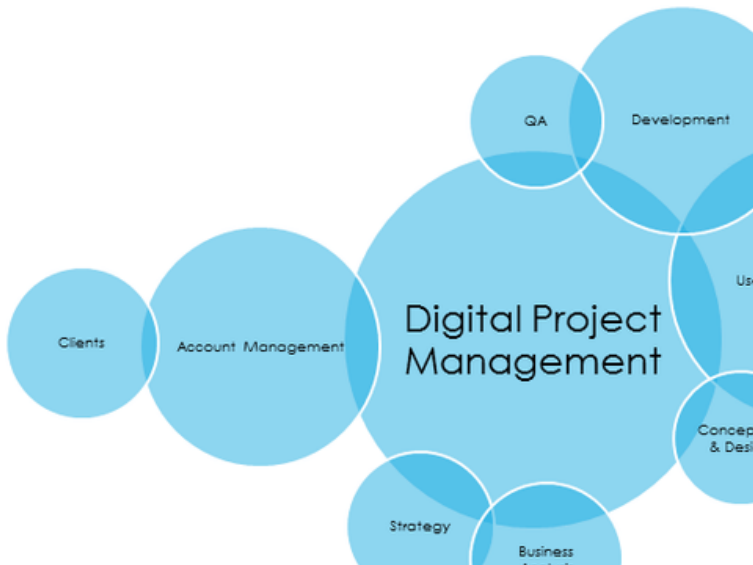 QA
Development
Digital Project
Management
Clients
Account Management
&
Strategy
Business